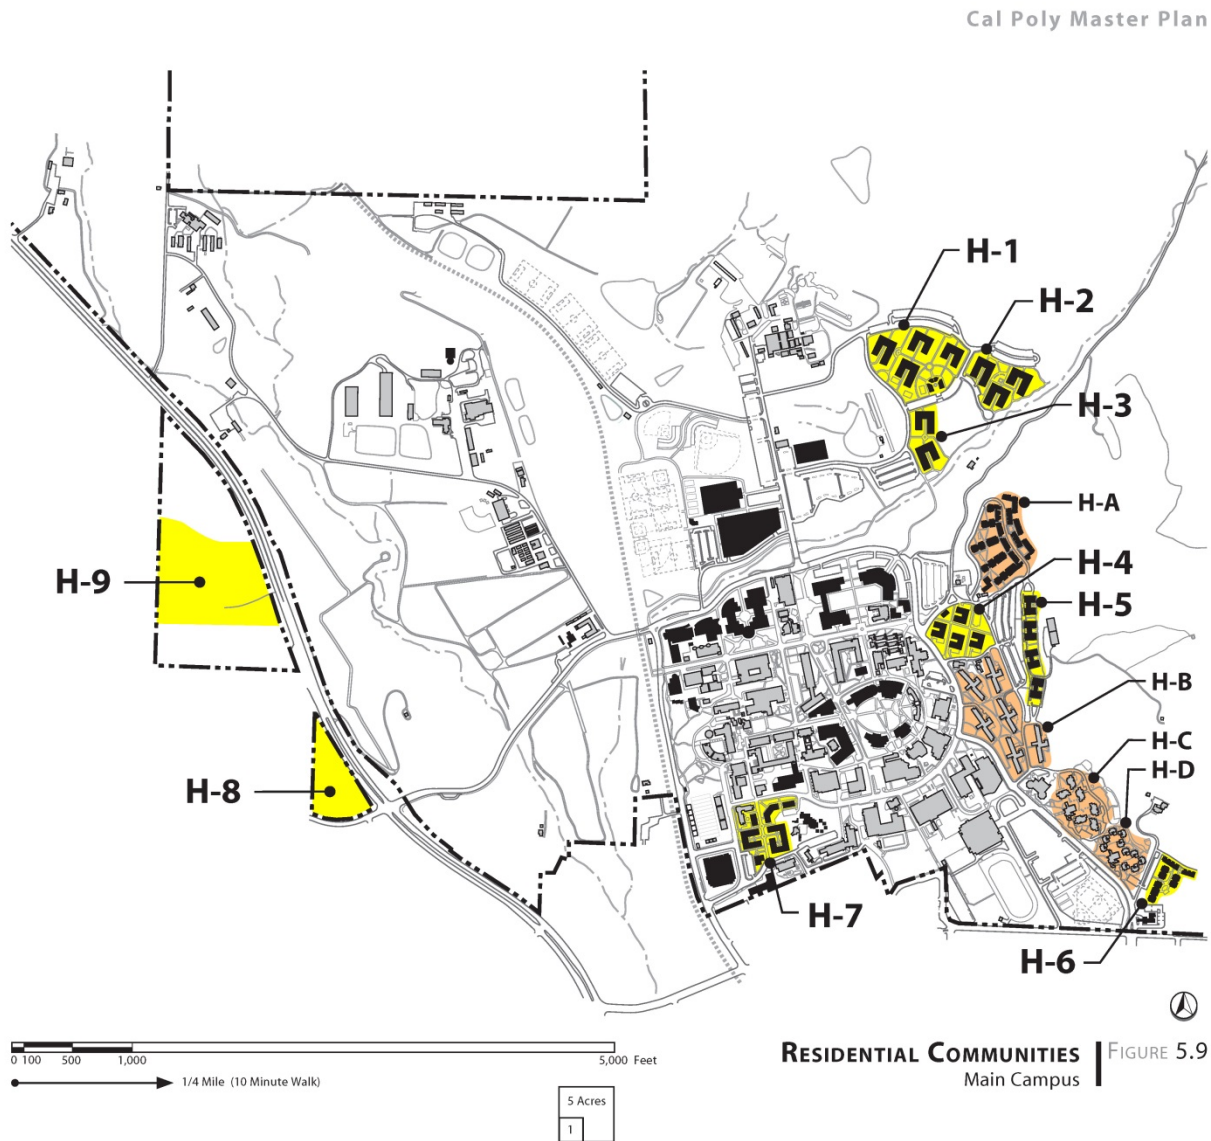 Cal Poly Master Plan
H-1
H-2
H-3
H-A
H-4
H-5
H-9
H-B
H-C
H-D
H-8
H-7
H-6
0 100 500 1,000 5,000 Feet
1/4 Mile (10 Minute Walk)
5 Acres
1
RESIDENTIAL COMMUNITIES FIGURE 5.9
Main Campus